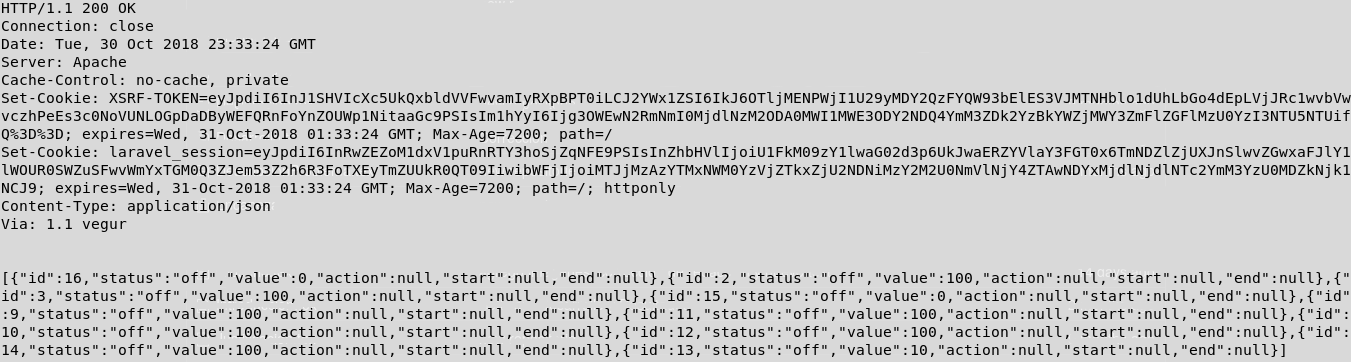 HTTP/1.1 200 OK
Connection: close
Date: Tue, 30 Oct 2018 23:33:24 GMT
Server: Apache
Cache-Control: no-cache, private
Set-Cookie: XSRF-TOKEN=eyJpdiI6InJ1SHVIcXc5UkQxbldVVFwvamIyRXpBPT0iLCJ2YWx1ZSI6IkJ6OTljMENPWjI1U29yMDY2QzFYQW93bElES3VJMTNHblo1dUhLbGo4dEpLVjJRc1wvbVw
vczhPeEs3c0NoVUNLOGpDaDByWEFQRnFoYnZOUWp1NitaaGc9PSIsIm1hYyI6Ijg3OWEwN2RmNmI0MjdlNzM2ODA0MWI1MWE3ODY2NDQ4YmM3ZDk2YzBkYWZjMWY3ZmFlZGFlMzU0YzI3NTU5NTUif
Q%3D%3D; expires=Wed, 31-Oct-2018 01:33:24 GMT; Max-Age=7200; path=/
Set-Cookie: laravel_session=eyJpdiI6InRwZEZoM1dxV1puRnRTY3hoSjZqNFE9PSIsInZhbHVlIjoiU1FkM09zY1lwaG02d3p6UkJwaERZYVlaY3FGT0x6TmNDZlZjUXJnSlwvZGwxaFJlY1
lWOUR0SWZuSFwvWmYxTGM0Q3ZJem53Z2h6R3FoTXEyTmZUUkR0QT09IiwibWFjIjoiMTJjMzAzYTMxNWM0YzVjZTkxZjU2NDNiMzY2M2U0NmVlNjY4ZTAwNDYxMjdlNjdlNTc2YmM3YzU0MDZkNjk1
NCJ9; expires=Wed, 31-Oct-2018 01:33:24 GMT; Max-Age=7200; path=/; httponly
Content-Type: application/json
Via: 1.1 vegur
[{"id":16,"status":"off","value":0,"action":null,"start":null,"end":null},{"id":2,"status":"off","value":100,"action":null,"start":null,"end":null},{"
id":3,"status":"off","value":100,"action":null,"start":null,"end":null},{"id":15,"status":"off","value":0,"action":null,"start":null,"end":null},{"id"
:9,"status":"off","value":100,"action":null,"start":null,"end":null},{"id":11,"status":"off","value":100,"action":null,"start":null,"end":null},{"id":
10,"status":"off","value":100,"action":null,"start":null,"end":null},{"id":12,"status":"off","value":100,"action":null,"start":null,"end":null},{"id":
14,"status":"off","value":100,"action":null,"start":null,"end":null},{"id":13,"status":"off","value":10,"action":null,"start":null,"end":null}]